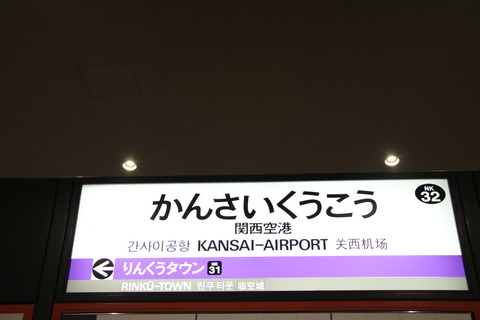 かんさいくうこう NK 32
関西空港
간사이공항 KANSAI-AIRPORT 关西机场
りんくうタウン NK 31
RINKŪ-TOWN 린쿠 타운 临空城